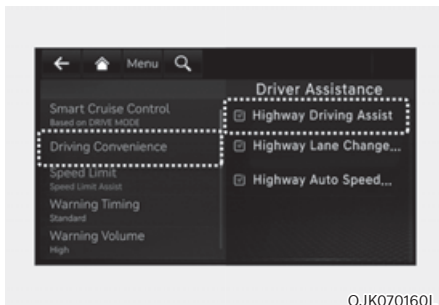 Menu
Driver Assistance
Smart Cruise Control
Based on DRIVE MODE
Driving Convenience
Speed Limit
Speed Limit Assist
Warning Timing
Standard
Warning Volume
High
Highway Driving Assist
Highway Lane Change...
Highway Auto Speed...
OJK070160L